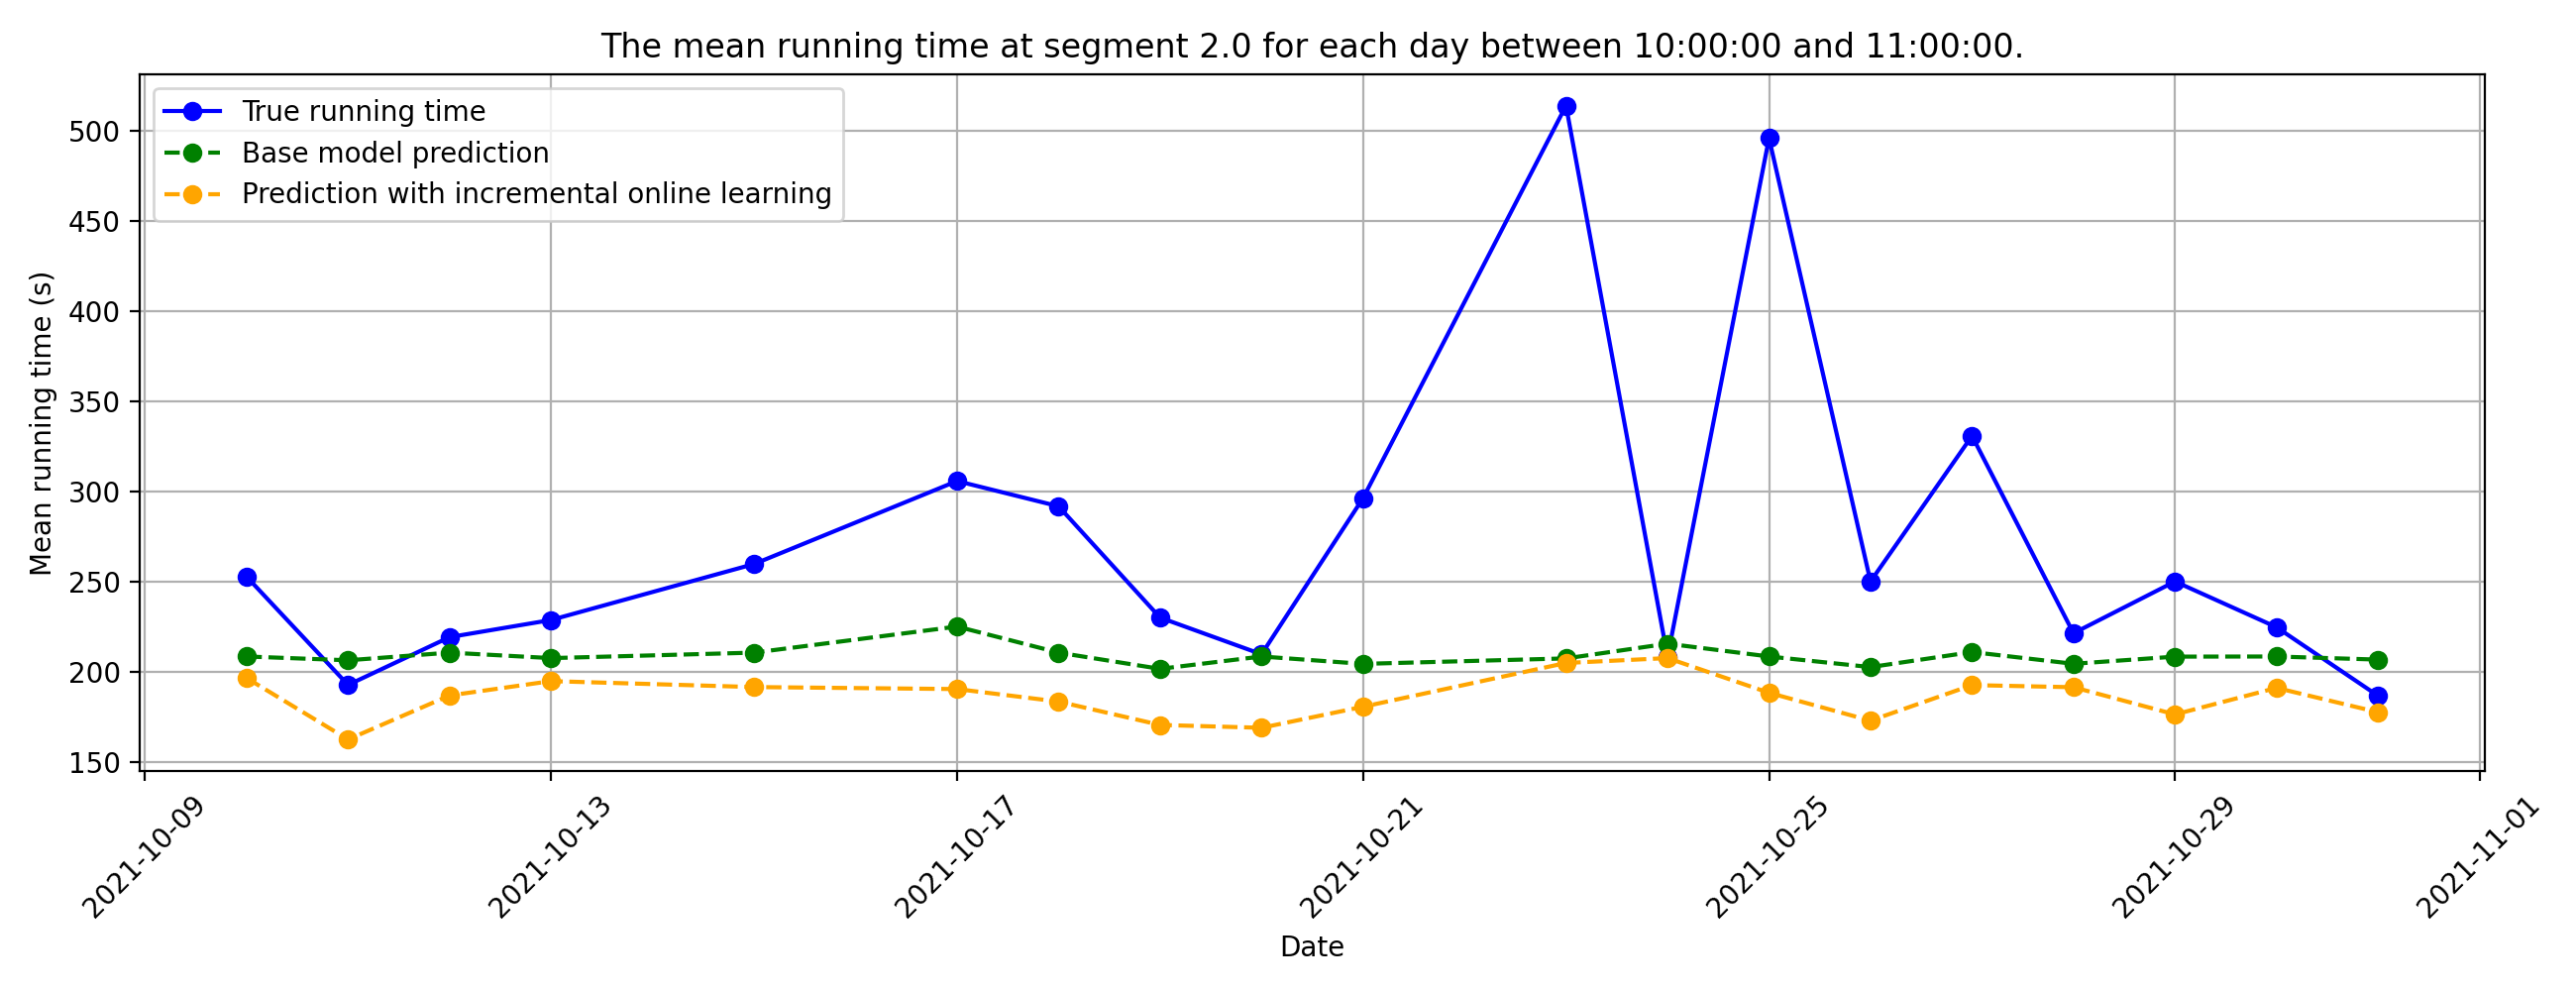 The mean running time at segment 2.0 for each day between 10:00:00 and 11:00:00.
True running time
Base model prediction
Prediction with incremental online learning
Mean running time (s)
500
450
400
350
300
250
200
150
2021-10-09
2021-10-13
2021-10-17
2021-10-21
2021-10-25
2021-10-29
2021-11-01
Date